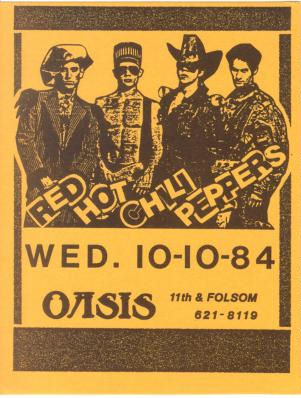 RED HOT CHILI PEPPERS
WED. 10-10-84
OASIS
11th & FOLSOM
621-8119